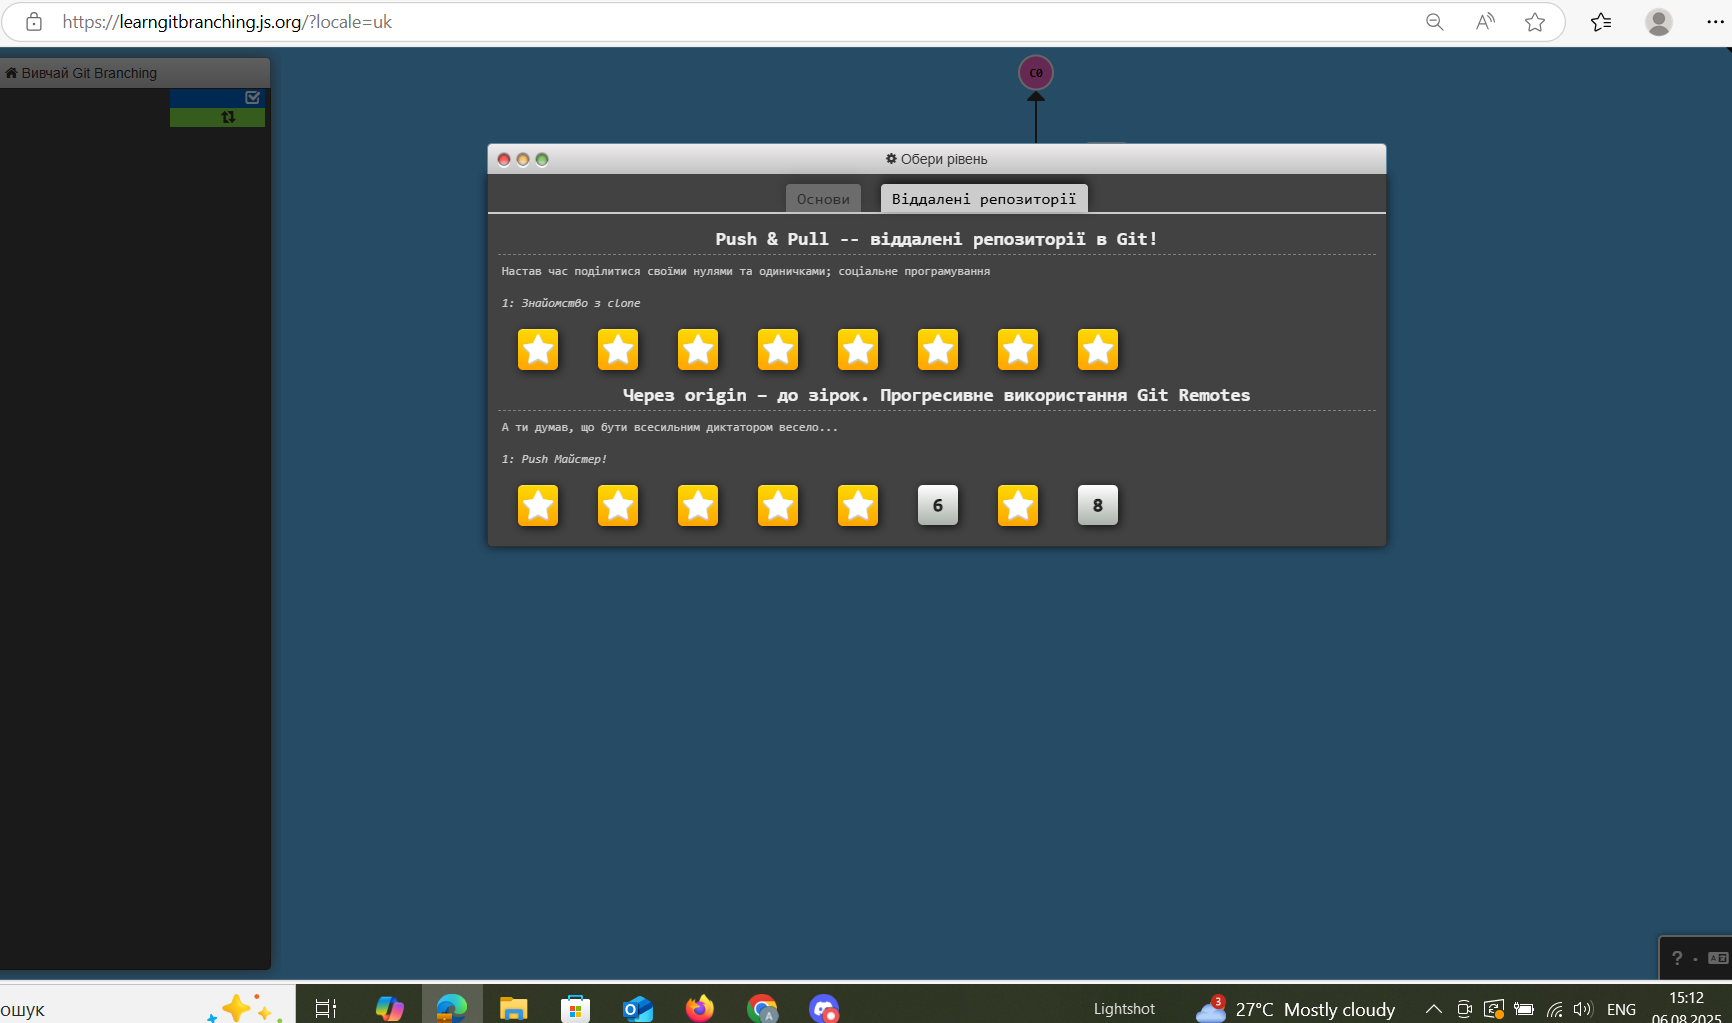 https://learngitbranching.js.org/?locale=uk
Вивчай Git Branching
C0
Обери рівень
Основи
Віддалені репозиторії
Push & Pull -- віддалені репозиторії в Git!
Настав час поділитися своїми нулями та одиничками; соціальне програмування
1: Знайомство з clone
Через origin – до зірок. Прогресивне використання Git Remotes
А ти думав, що бути всесильним диктатором весело...
1: Push Майстер!
6
8
?
ошук
Lightshot
3
27°C Mostly cloudy
ENG
15:12
06.08.2025